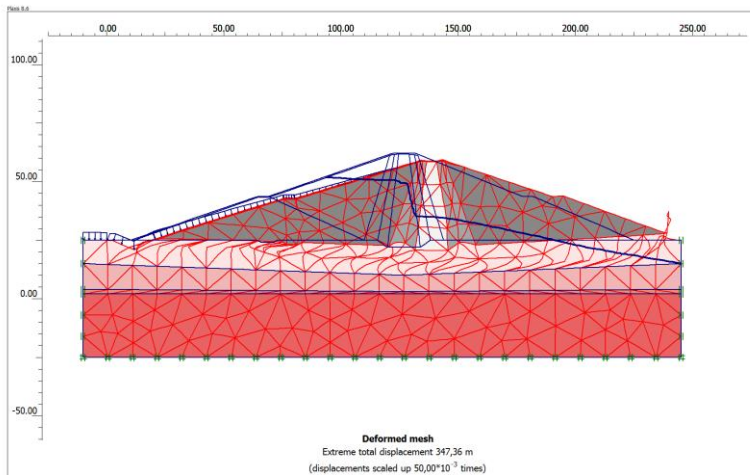 Plaxis 8.6
0.00 50.00 100.00 150.00 200.00 250.00
100.00
50.00
0.00
-50.00
Deformed mesh
Extreme total displacement 347,36 m
(displacements scaled up 50,00*10⁻³ times)